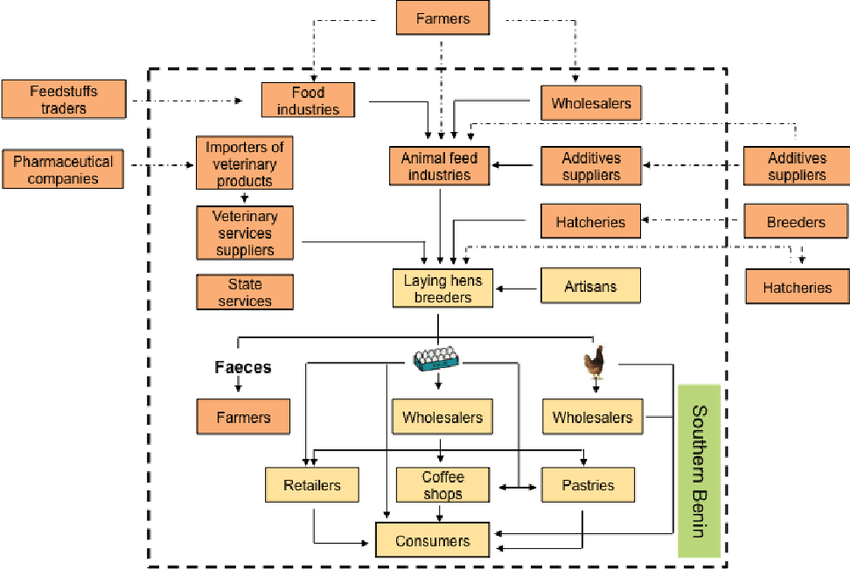 Farmers
Feedstuffs
traders
Food
industries
Wholesalers
Pharmaceutical
companies
Importers of
veterinary
products
Animal feed
industries
Additives
suppliers
Additives
suppliers
Veterinary
services
suppliers
Hatcheries
Breeders
State
services
Laying hens
breeders
Artisans
Hatcheries
Faeces
Farmers
Wholesalers
Wholesalers
Southern Benin
Retailers
Coffee
shops
Pastries
Consumers